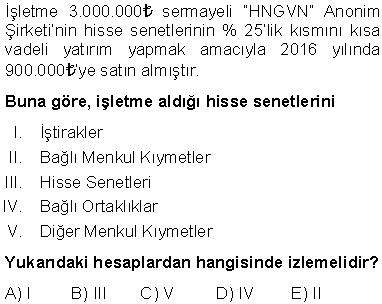 İşletme 3.000.000₺ sermayeli "HNGVN" Anonim
Şirketi'nin hisse senetlerinin % 25'lik kısmını kısa
vadeli yatırım yapmak amacıyla 2016 yılında
900.000₺'ye satın almıştır.
Buna göre, işletme aldığı hisse senetlerini
I. İştirakler
II. Bağlı Menkul Kıymetler
III. Hisse Senetleri
IV. Bağlı Ortaklıklar
V. Diğer Menkul Kıymetler
Yukarıdaki hesaplardan hangisinde izlemelidir?
A) I B) III C) V D) IV E) II